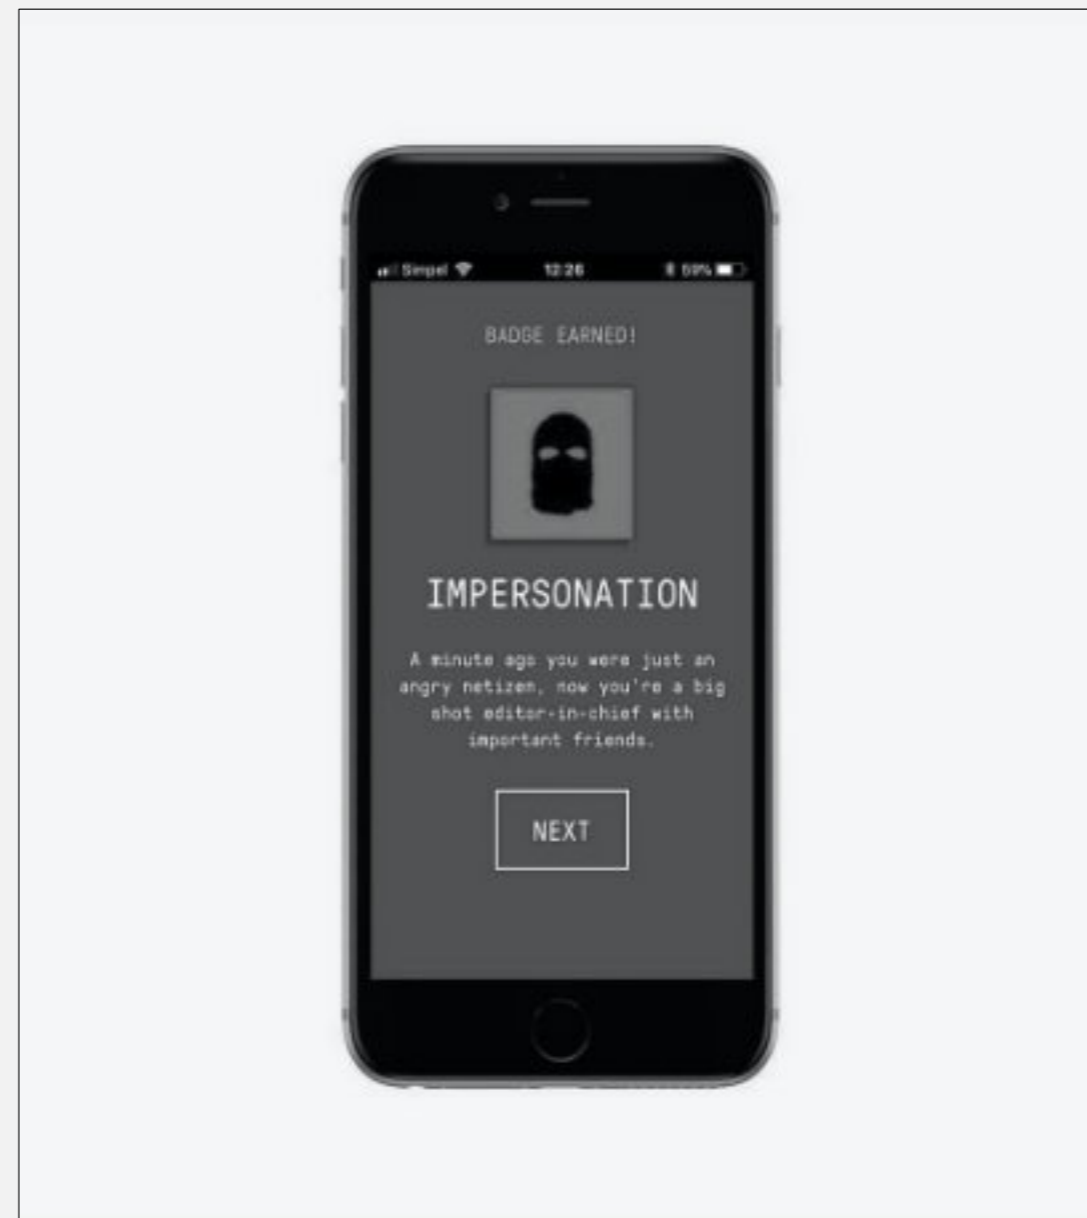 Simpel 12:26 59%
BADGE EARNED!
IMPERSONATION
A minute ago you were just an
angry netizen, now you're a big
shot editor-in-chief with
important friends.
NEXT